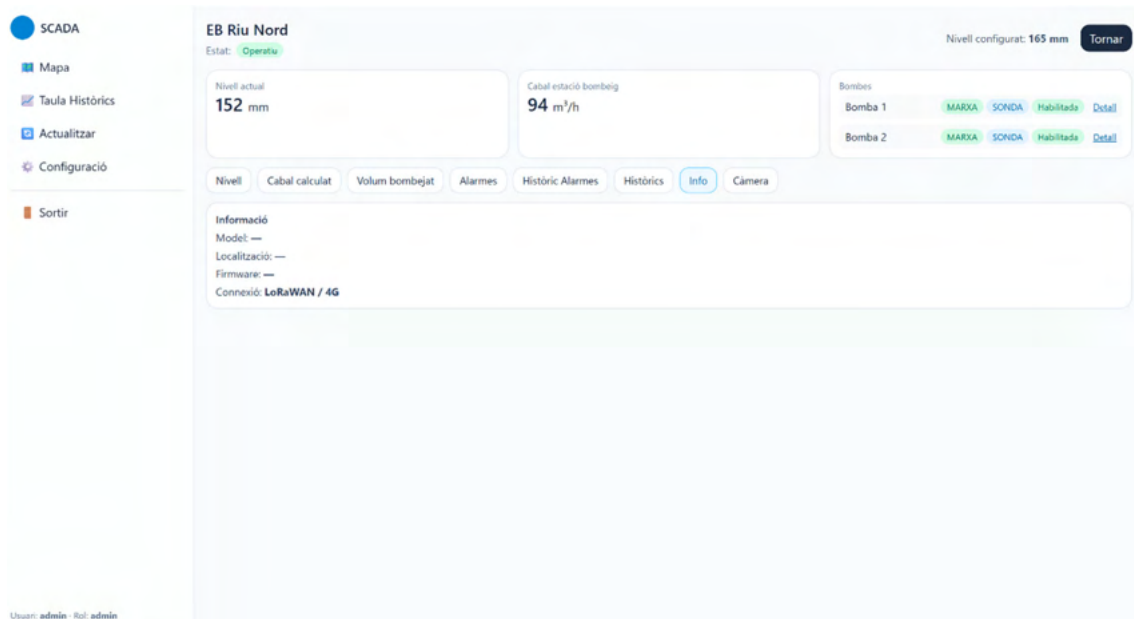 SCADA
Mapa
Taula Històrics
Actualitzar
Configuració
Sortir
Usuari: admin · Rol: admin
EB Riu Nord
Estat: Operatiu
Nivell configurat: 165 mm
Tornar
Nivell actual
152 mm
Cabal estació bombeig
94 m³/h
Bombes
Bomba 1 MARXA SONDA Habilitada Detall
Bomba 2 MARXA SONDA Habilitada Detall
Nivell Cabal calculat Volum bombejat Alarmes Històric Alarmes Històrics Info Càmera
Informació
Model: —
Localització: —
Firmware: —
Connexió: LoRaWAN / 4G